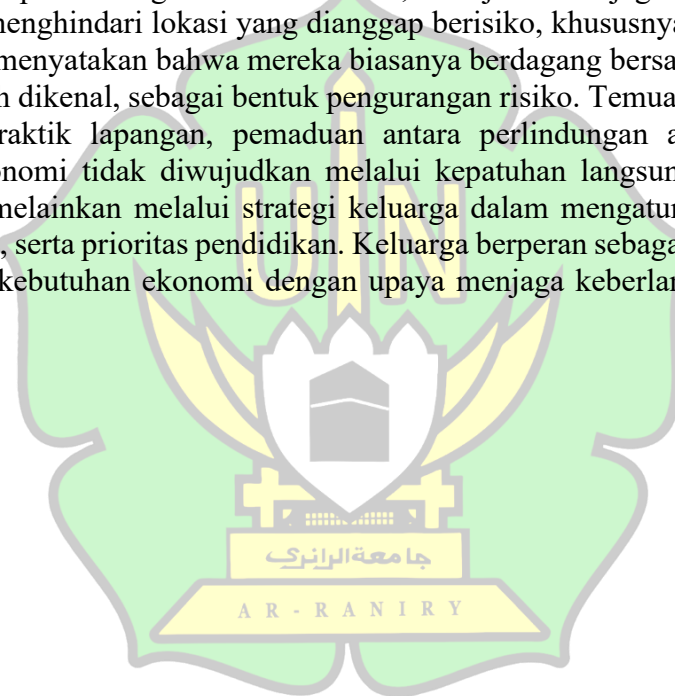 menghindari lokasi yang dianggap berisiko, khususnya
menyatakan bahwa mereka biasanya berdagang bersa
n dikenal, sebagai bentuk pengurangan risiko. Temua
raktik lapangan, pemaduan antara perlindungan a
onomi tidak diwujudkan melalui kepatuhan langsun
melainkan melalui strategi keluarga dalam mengatur
, serta prioritas pendidikan. Keluarga berperan sebaga
kebutuhan ekonomi dengan upaya menjaga keberlan
UIN
جامعة الرانري
AR-RANIRY